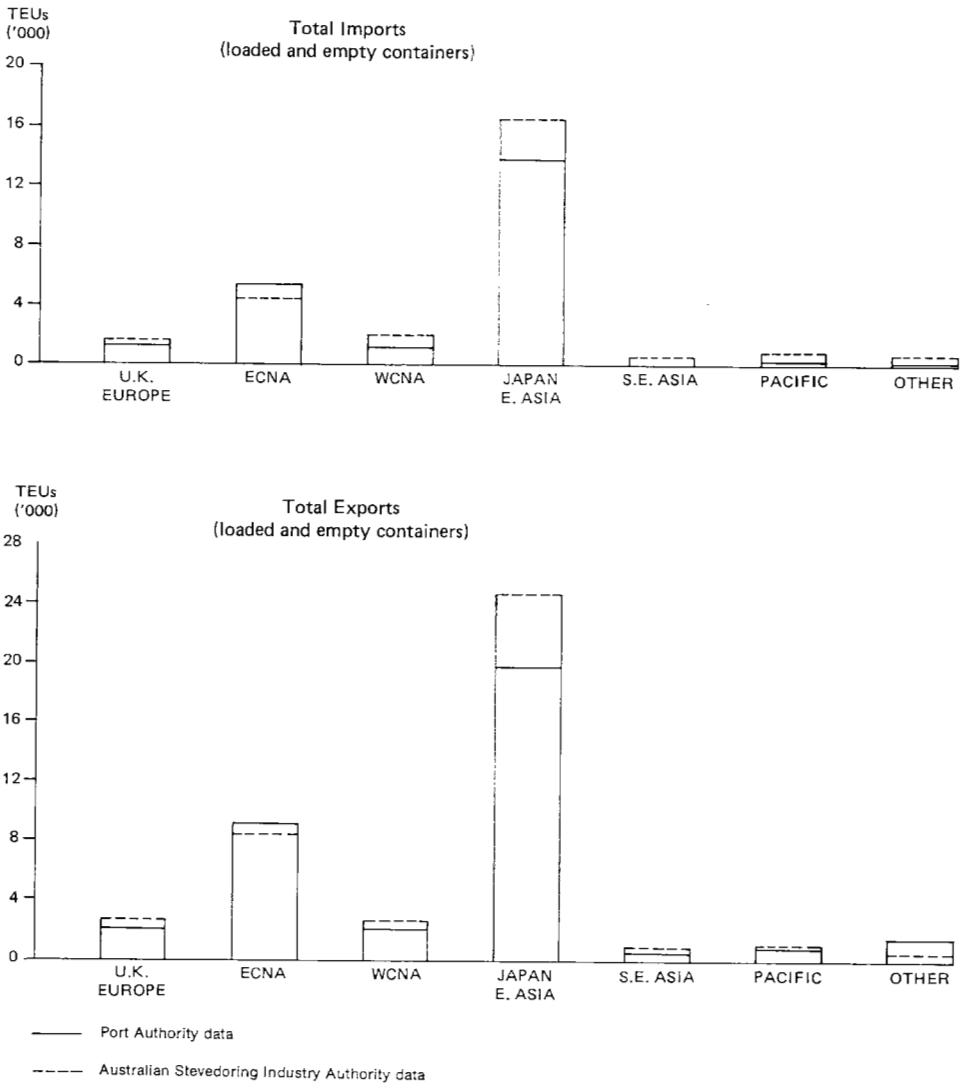 TEUs
('000)
Total Imports
(loaded and empty containers)
20
16
12
8
4
0
U.K.
EUROPE
ECNA
WCNA
JAPAN
E. ASIA
S.E. ASIA
PACIFIC
OTHER
TEUs
('000)
Total Exports
(loaded and empty containers)
28
24
20
16
12
8
4
0
U.K.
EUROPE
ECNA
WCNA
JAPAN
E. ASIA
S.E. ASIA
PACIFIC
OTHER
Port Authority data
Australian Stevedoring Industry Authority data